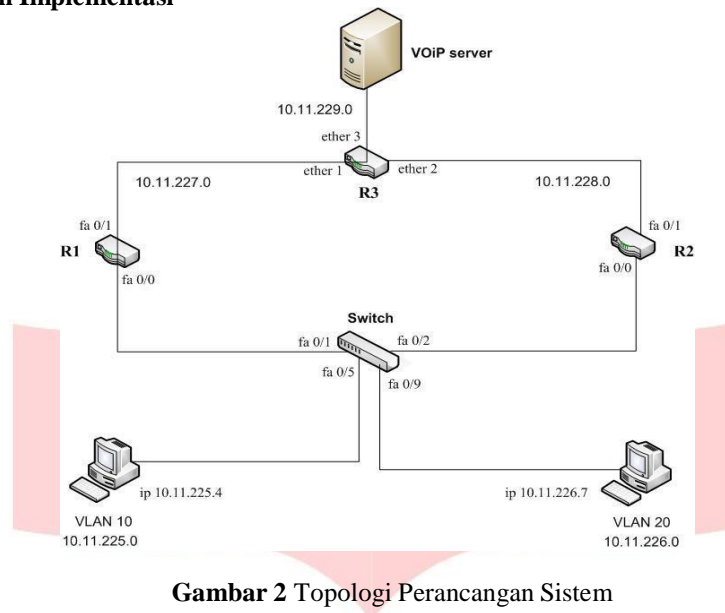 Implementasi
VOiP server
10.11.229.0
ether 3
ether 1
ether 2
R3
10.11.227.0
10.11.228.0
fa 0/1
R1
fa 0/0
fa 0/1
R2
fa 0/0
Switch
fa 0/1
fa 0/2
fa 0/5
fa 0/9
ip 10.11.225.4
ip 10.11.226.7
VLAN 10
10.11.225.0
VLAN 20
10.11.226.0
Gambar 2 Topologi Perancangan Sistem